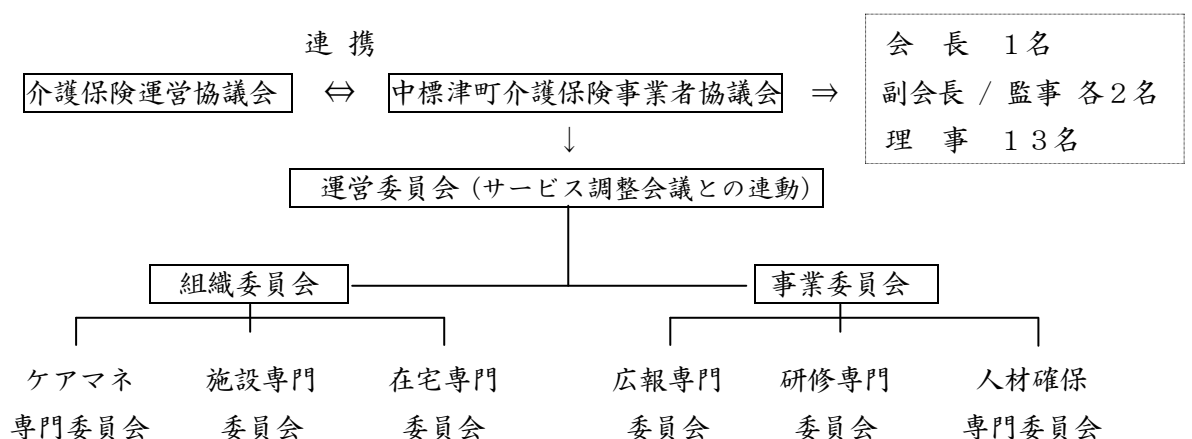 連 携
介護保険運営協議会 ⇔ 中標津町介護保険事業者協議会 ⇒
会 長 1名
副会長 / 監事 各2名
理 事 13名
↓
運営委員会(サービス調整会議との連動)
組織委員会 事業委員会
ケアマネ 施設専門 在宅専門 広報専門 研修専門 人材確保
専門委員会 委員会 委員会 委員会 委員会 専門委員会